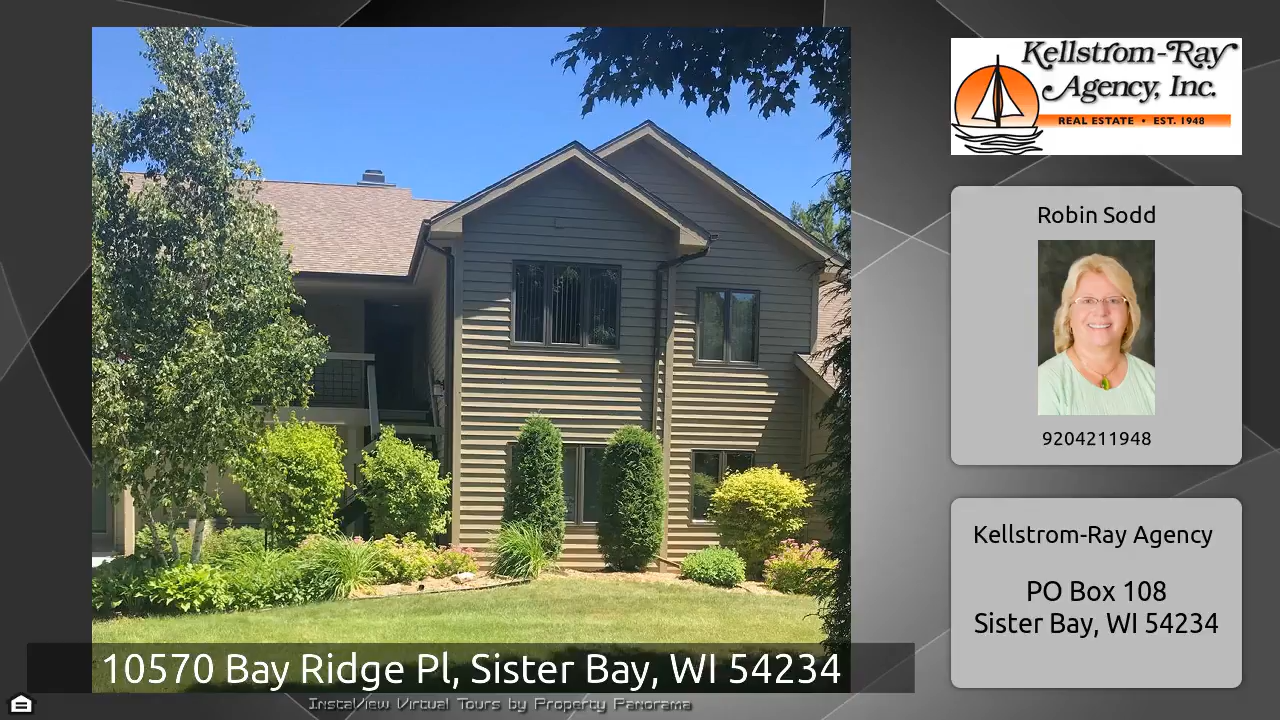 Kellstrom-Ray
Agency, Inc.
REAL ESTATE • EST. 1948
Robin Sodd
9204211948
Kellstrom-Ray Agency
PO Box 108
Sister Bay, WI 54234
10570 Bay Ridge Pl, Sister Bay, WI 54234
InstaView Virtual Tours by Property Panorama